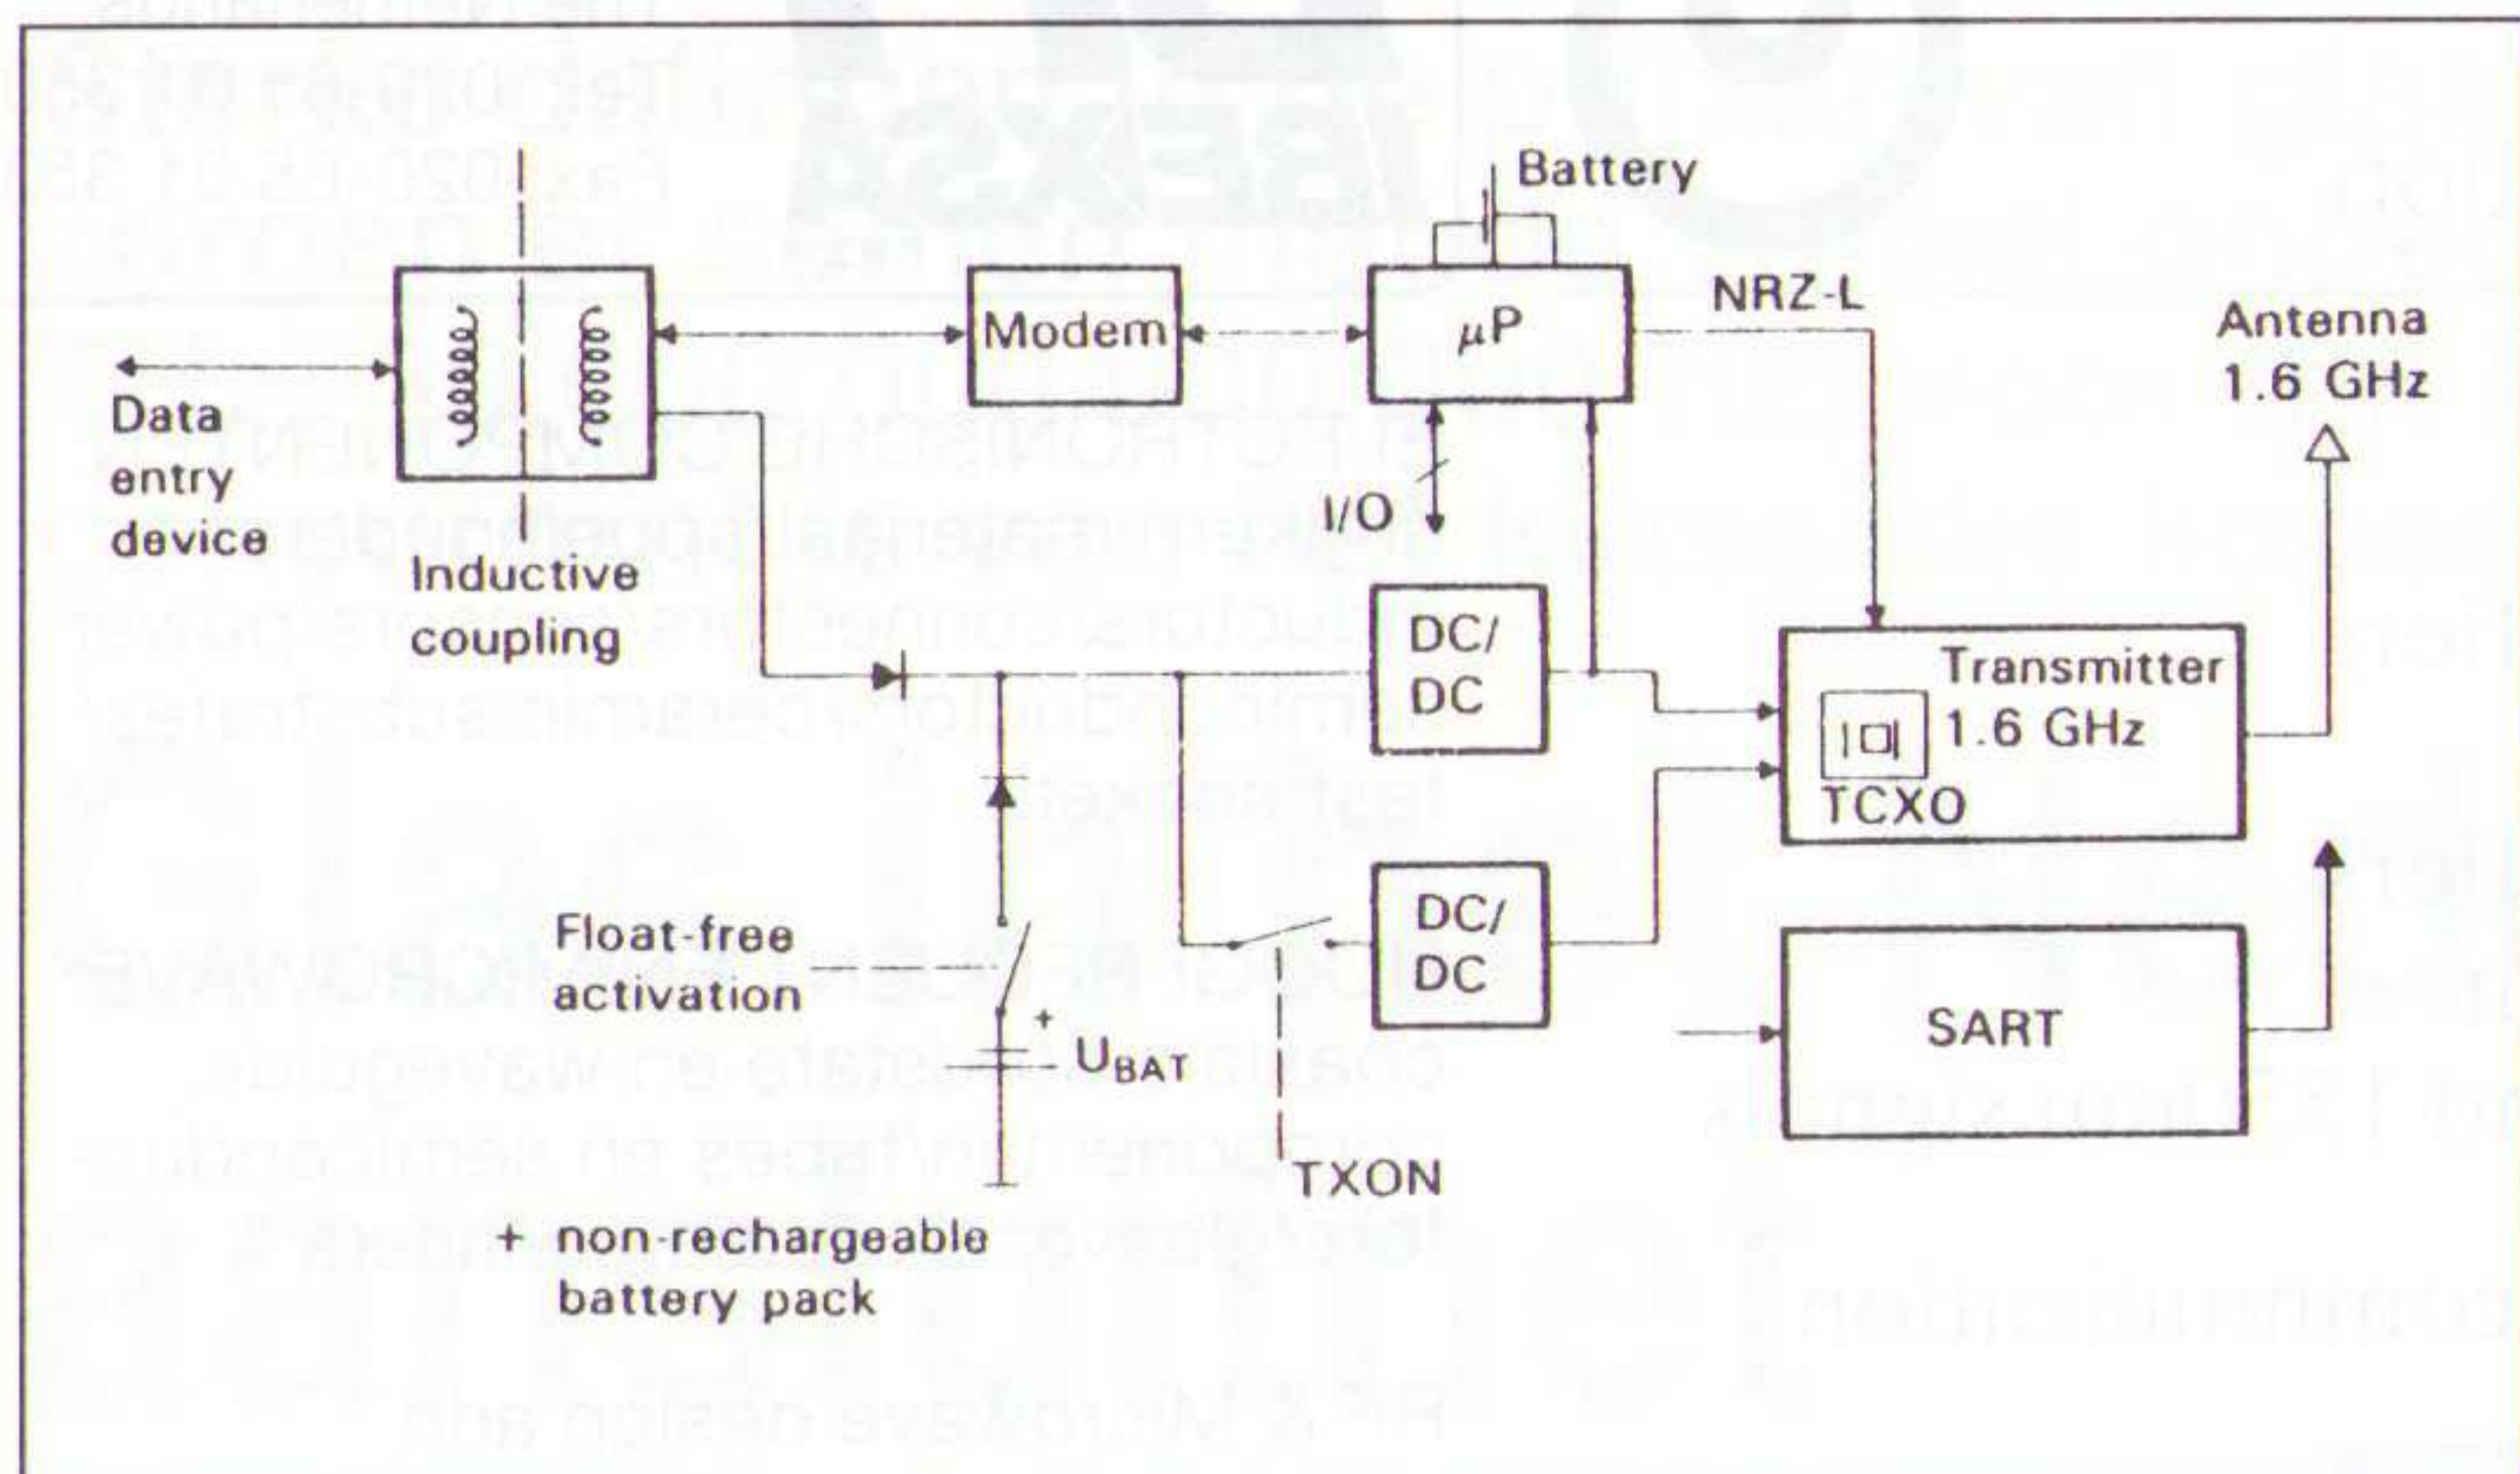 Battery
NRZ-L
Antenna
1.6 GHz
Modem
μP
Data
entry
device
Inductive
coupling
I/O
DC/
DC
Transmitter
1.6 GHz
TCXO
Float-free
activation
+
UBAT
DC/
DC
SART
TXON
+ non-rechargeable
battery pack